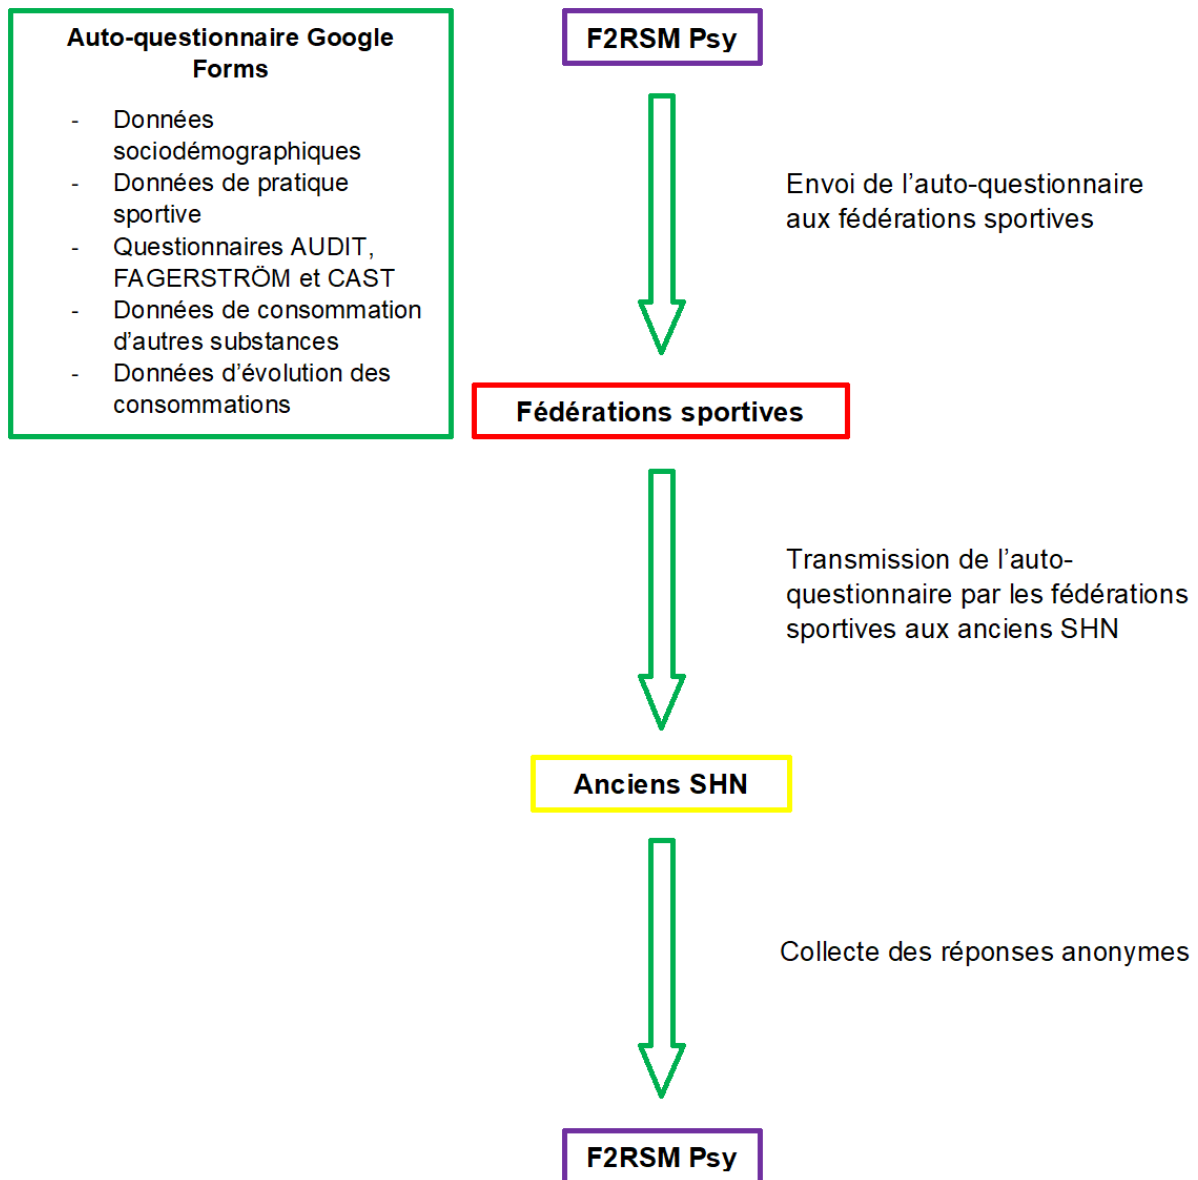 Auto-questionnaire Google
Forms
- Données
sociodémographiques
- Données de pratique
sportive
- Questionnaires AUDIT,
FAGERSTRÖM et CAST
- Données de consommation
d’autres substances
- Données d’évolution des
consommations
F2RSM Psy
Envoi de l’auto-questionnaire
aux fédérations sportives
Fédérations sportives
Transmission de l’auto-
questionnaire par les fédérations
sportives aux anciens SHN
Anciens SHN
Collecte des réponses anonymes
F2RSM Psy